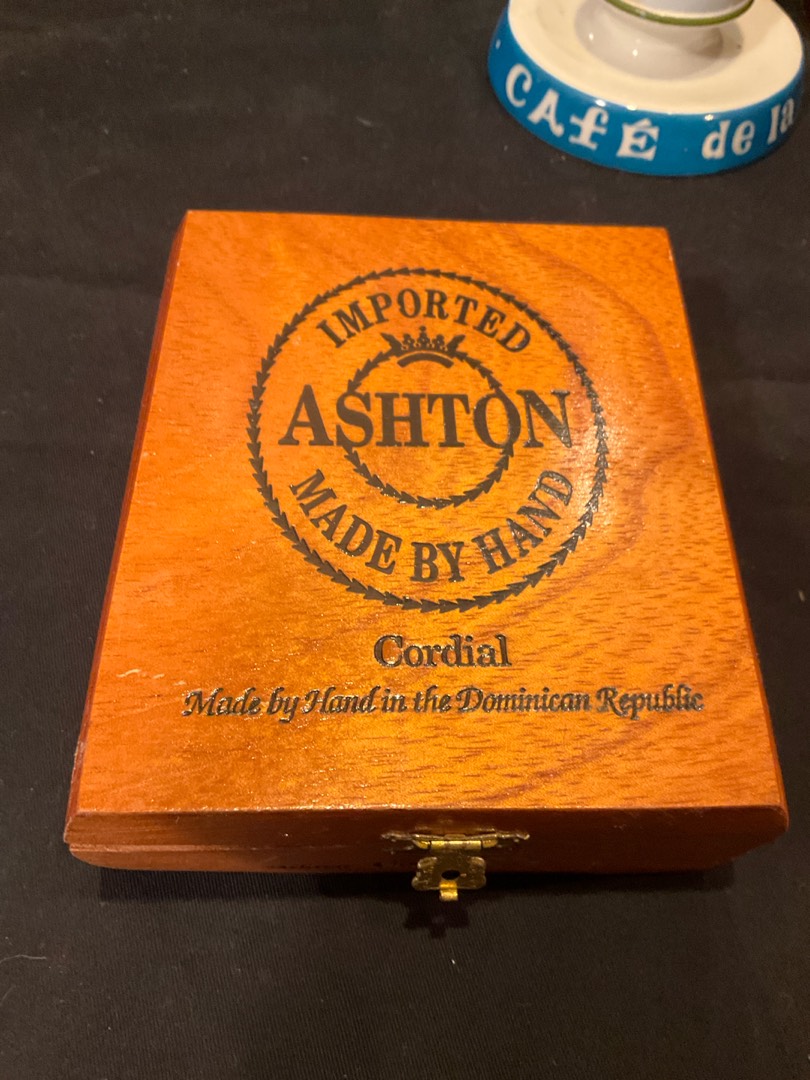 CAfÉ de la
IMPORTED
ASHTON
MADE BY HAND
Cordial
Made by Hand in the Dominican Republic